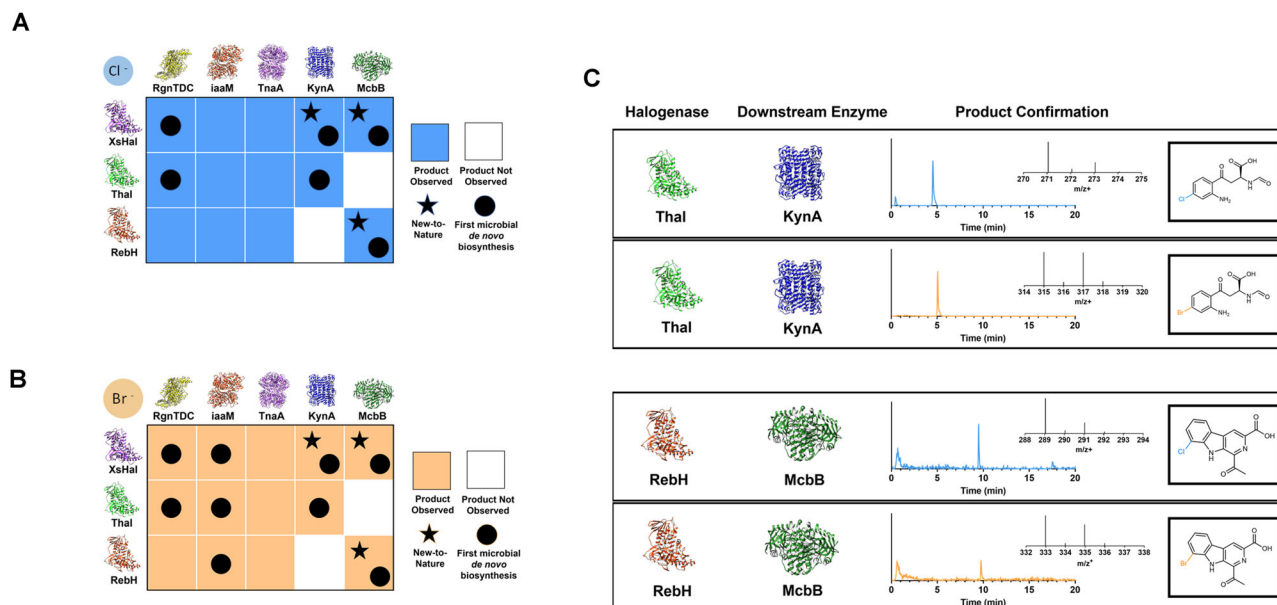 A
Cl -
RgnTDC iaaM TnaA KynA McbB
XsHal
Thal
RebH
Product
Observed
Product Not
Observed
New-to-
Nature
First microbial
de novo
biosynthesis
B
Br -
RgnTDC iaaM TnaA KynA McbB
XsHal
Thal
RebH
Product
Observed
Product Not
Observed
New-to-
Nature
First microbial
de novo
biosynthesis
C
Halogenase Downstream Enzyme Product Confirmation
Thal
KynA
270 271 272 273 274 275
m/z+
0 5 10 15 20
Time (min)
O
O OH
N
H
O
NH2
Cl
Thal
KynA
314 315 316 317 318 319 320
m/z+
0 5 10 15 20
Time (min)
O
O OH
N
H
O
NH2
Br
RebH
McbB
288 289 290 291 292 293 294
m/z+
0 5 10 15 20
Time (min)
O
OH
N
N
H
Cl
O
RebH
McbB
332 333 334 335 336 337 338
m/z+
0 5 10 15 20
Time (min)
O
OH
N
N
H
Br
O